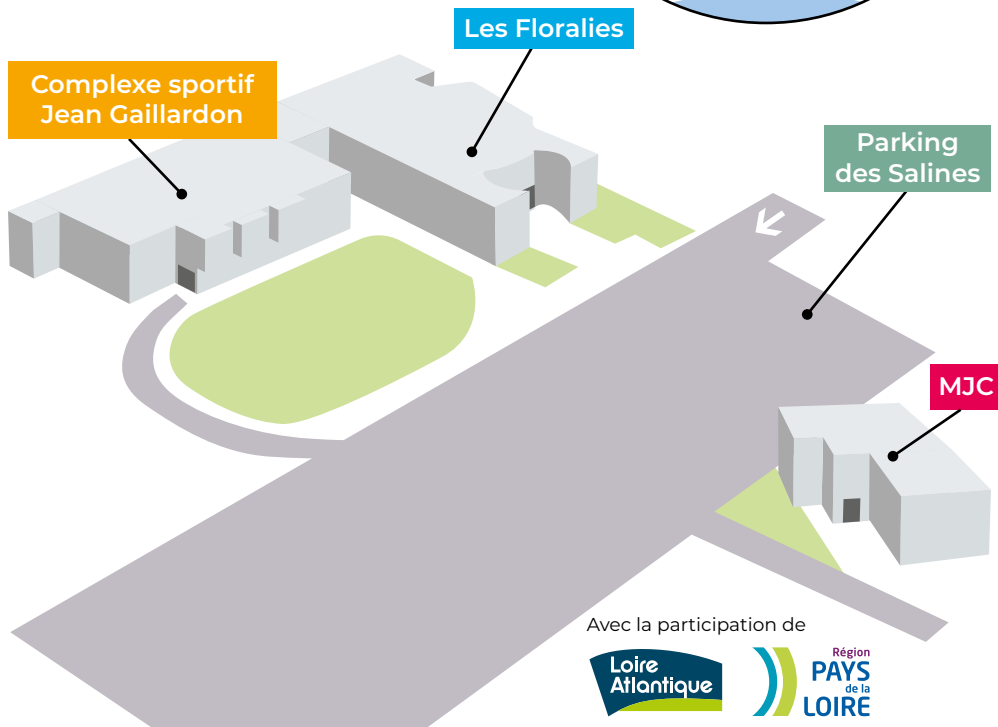 Les Floralies
Complexe sportif
Jean Gaillardon
Parking
des Salines
MJC
Avec la participation de
Loire
Atlantique
Région
PAYS
de la
LOIRE